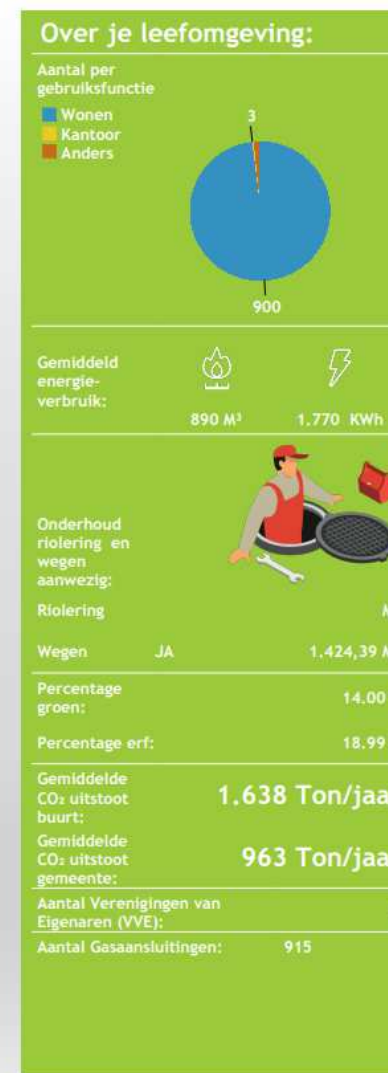 Over je leefomgeving:
Aantal per
gebruiksfunctie
Wonen
Kantoor
Anders
3
900
Gemiddeld
energie-
verbruik:
890 M³
1.770 KWh
Onderhoud
riolering en
wegen
aanwezig:
Riolering
Wegen JA 1.424,39
Percentage
groen:
14.00
Percentage erf: 18.99
Gemiddelde
CO₂ uitstoot
buurt:
1.638 Ton/jaa
Gemiddelde
CO₂ uitstoot
gemeente:
963 Ton/jaa
Aantal Verenigingen van
Eigenaren (VVE):
Aantal Gasaansluitingen: 915